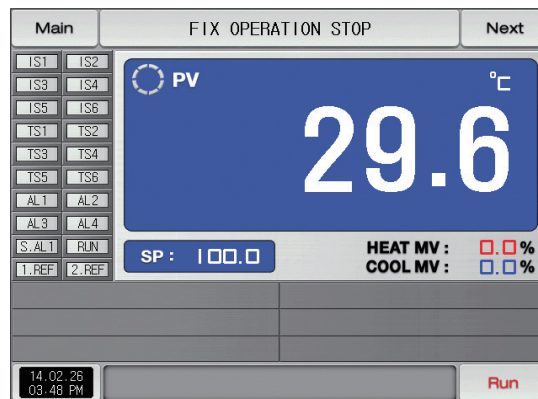 Main FIX OPERATION STOP Next
IS1 IS2
IS3 IS4
IS5 IS6
TS1 TS2
TS3 TS4
TS5 TS6
AL1 AL2
AL3 AL4
S.AL1 RUN
1.REF 2.REF
PV ℃
29.6
SP : 100.0
HEAT MV : 0.0%
COOL MV : 0.0%
14.02.26
03:48 PM
Run